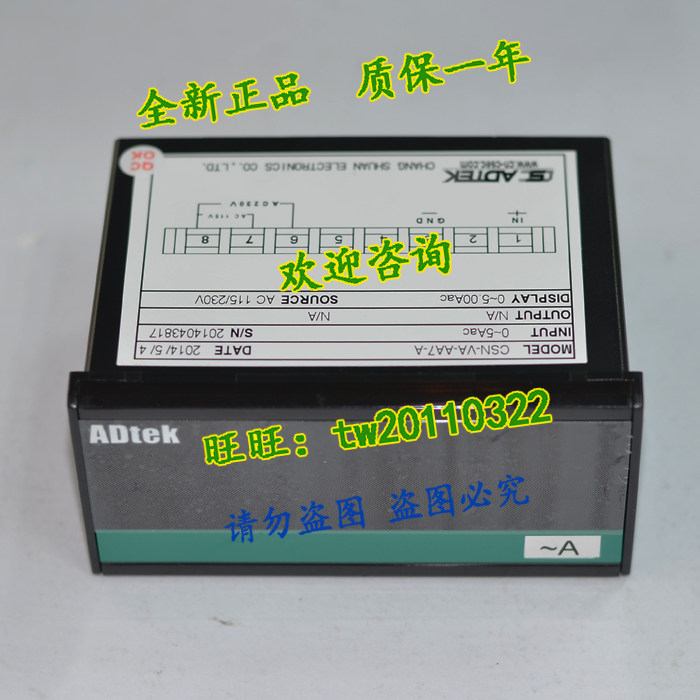 全新正品 质保一年
QC
OK
CSE ADTEK
www.cn-csec.com
CHANG SHUAN ELECTRONICS CO.,LTD.
IN
GND
AC 115V
AC 230V
1 2 4 5 6 7 8
欢迎咨询
DISPLAY 0~5.00Aac SOURCE AC 115/230V
OUTPUT N/A N/A
INPUT 0~5Aac S/N 2014043817
MODEL CSN-VA-AA7-A DATE 2014/5/4
ADtek
旺旺：tw20110322
请勿盗图 盗图必究
~A